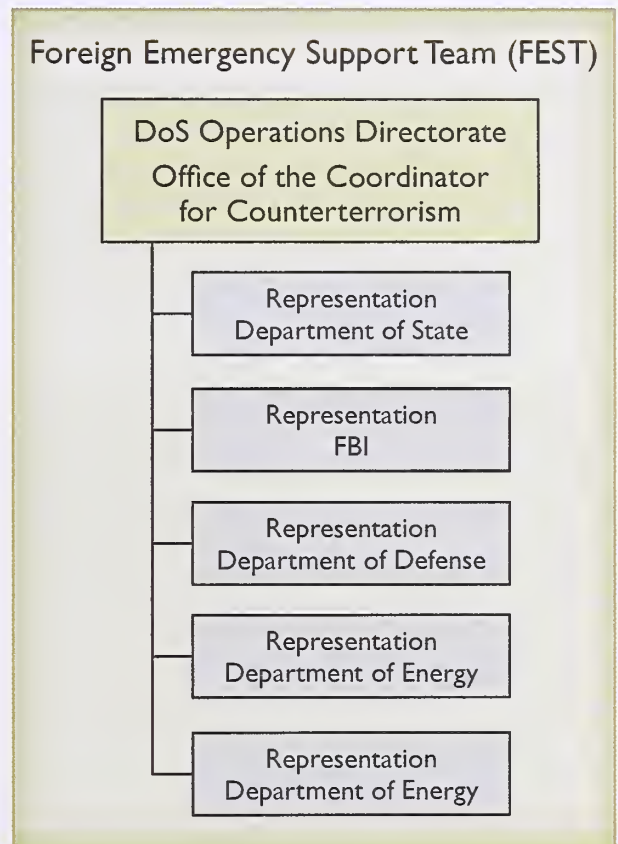 Foreign Emergency Support Team (FEST)
DoS Operations Directorate
Office of the Coordinator
for Counterterrorism
Representation
Department of State
Representation
FBI
Representation
Department of Defense
Representation
Department of Energy
Representation
Department of Energy